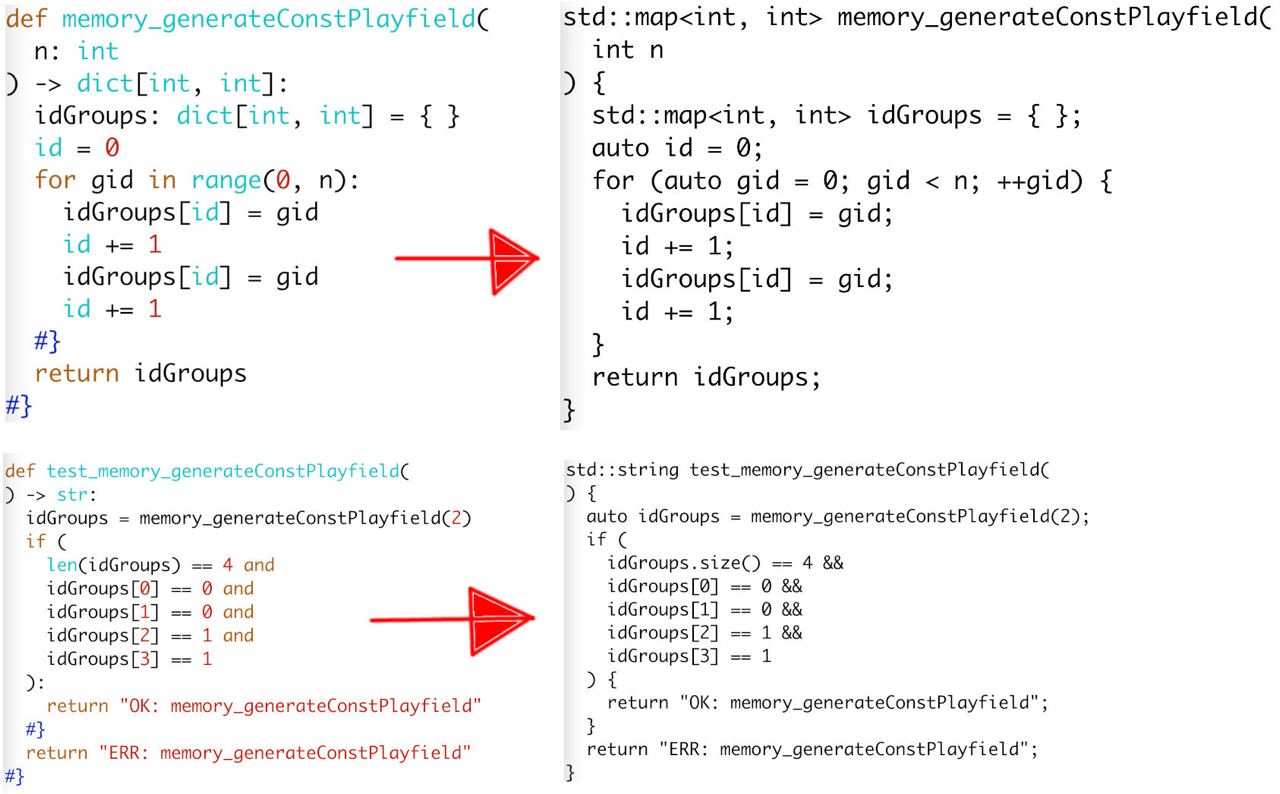 def memory_generateConstPlayfield(
  n: int
) -> dict[int, int]:
  idGroups: dict[int, int] = { }
  id = 0
  for gid in range(0, n):
    idGroups[id] = gid
    id += 1
    idGroups[id] = gid
    id += 1
  #}
  return idGroups
#}
std::map<int, int> memory_generateConstPlayfield(
  int n
) {
  std::map<int, int> idGroups = { };
  auto id = 0;
  for (auto gid = 0; gid < n; ++gid) {
    idGroups[id] = gid;
    id += 1;
    idGroups[id] = gid;
    id += 1;
  }
  return idGroups;
}
def test_memory_generateConstPlayfield(
) -> str:
  idGroups = memory_generateConstPlayfield(2)
  if (
    len(idGroups) == 4 and
    idGroups[0] == 0 and
    idGroups[1] == 0 and
    idGroups[2] == 1 and
    idGroups[3] == 1
  ):
    return "OK: memory_generateConstPlayfield"
  #}
  return "ERR: memory_generateConstPlayfield"
#}
std::string test_memory_generateConstPlayfield(
) {
  auto idGroups = memory_generateConstPlayfield(2);
  if (
    idGroups.size() == 4 &&
    idGroups[0] == 0 &&
    idGroups[1] == 0 &&
    idGroups[2] == 1 &&
    idGroups[3] == 1
  ) {
    return "OK: memory_generateConstPlayfield";
  }
  return "ERR: memory_generateConstPlayfield";
}